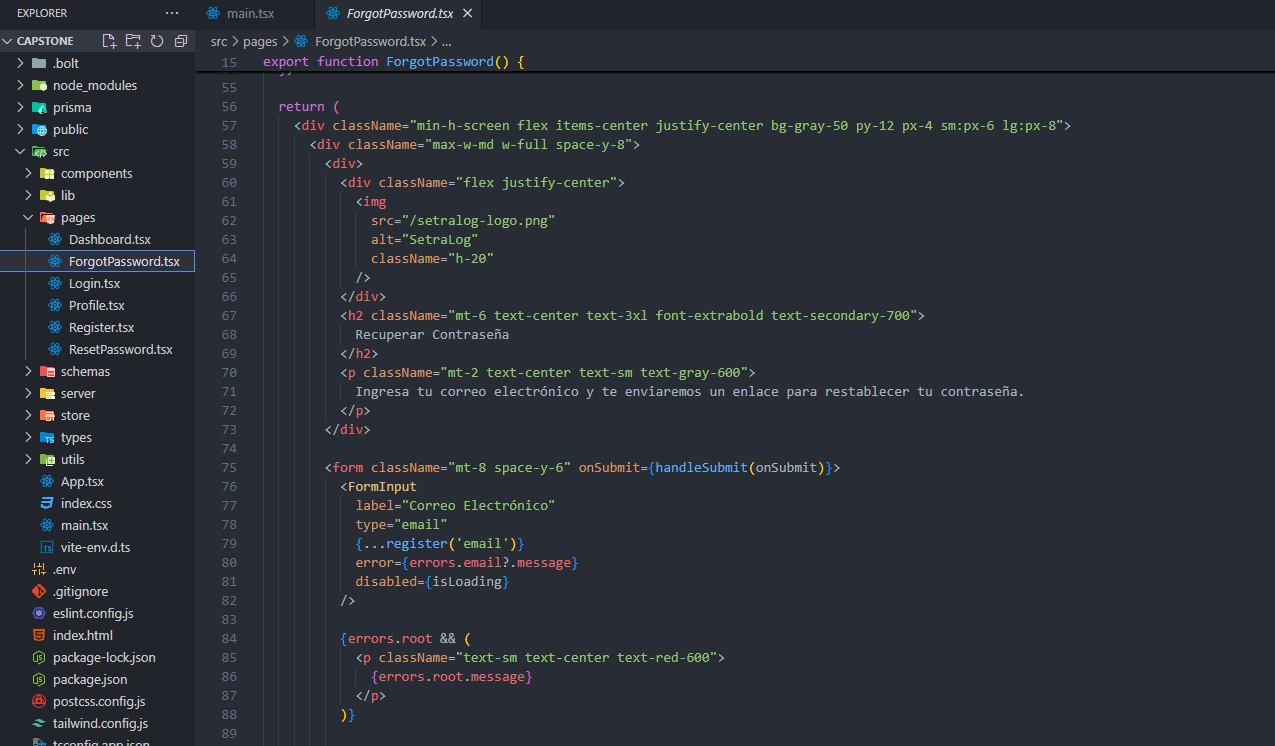 EXPLORER
...
main.tsx
ForgotPassword.tsx
CAPSTONE
src > pages > ForgotPassword.tsx > ...
.bolt
node_modules
prisma
public
src
components
lib
pages
Dashboard.tsx
ForgotPassword.tsx
Login.tsx
Profile.tsx
Register.tsx
ResetPassword.tsx
schemas
server
store
types
utils
App.tsx
index.css
main.tsx
vite-env.d.ts
.env
.gitignore
eslint.config.js
index.html
package-lock.json
package.json
postcss.config.js
tailwind.config.js
tsconfig.app.json
15 export function ForgotPassword() {
55
56 return (
57 <div className="min-h-screen flex items-center justify-center bg-gray-50 py-12 px-4 sm:px-6 lg:px-8">
58 <div className="max-w-md w-full space-y-8">
59 <div>
60 <div className="flex justify-center">
61 <img
62 src="/setralog-logo.png"
63 alt="SetraLog"
64 className="h-20"
65 />
66 </div>
67 <h2 className="mt-6 text-center text-3xl font-extrabold text-secondary-700">
68 Recuperar Contraseña
69 </h2>
70 <p className="mt-2 text-center text-sm text-gray-600">
71 Ingresa tu correo electrónico y te enviaremos un enlace para restablecer tu contraseña.
72 </p>
73 </div>
74
75 <form className="mt-8 space-y-6" onSubmit={handleSubmit(onSubmit)}>
76 <FormInput
77 label="Correo Electrónico"
78 type="email"
79 {...register('email')}
80 error={errors.email?.message}
81 disabled={isLoading}
82 />
83
84 {errors.root && (
85 <p className="text-sm text-center text-red-600">
86 {errors.root.message}
87 </p>
88 )}
89